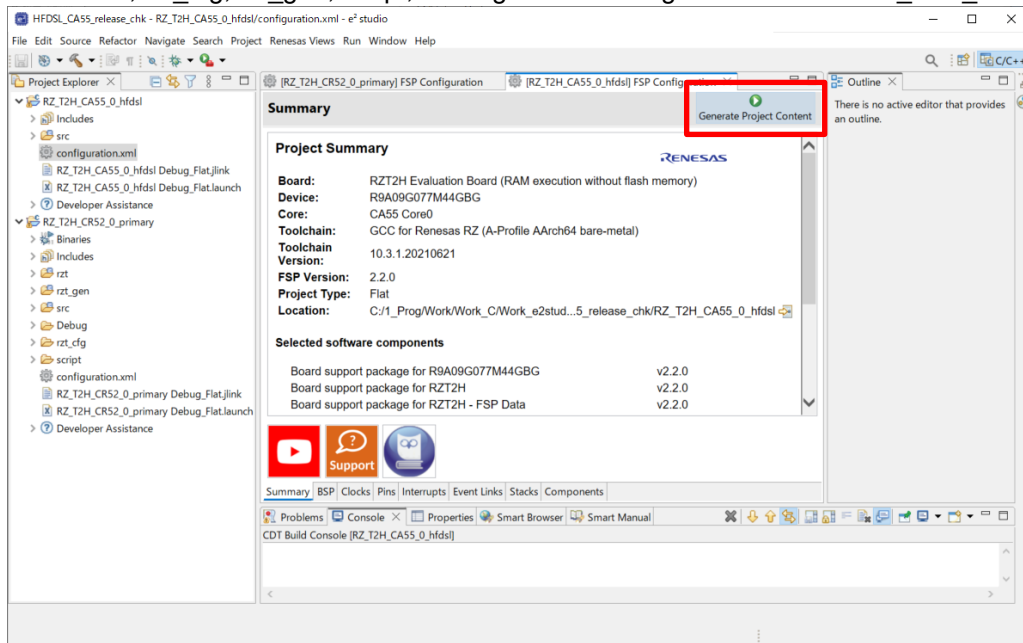 HFDSL_CA55_release_chk - RZ_T2H_CA55_0_hfdsl/configuration.xml - e² studio
File Edit Source Refactor Navigate Search Project Renesas Views Run Window Help
C/C++
Project Explorer
RZ_T2H_CA55_0_hfdsl
Includes
src
configuration.xml
RZ_T2H_CA55_0_hfdsl Debug_Flat.jlink
RZ_T2H_CA55_0_hfdsl Debug_Flat.launch
Developer Assistance
RZ_T2H_CR52_0_primary
Binaries
Includes
rzt
rzt_gen
src
Debug
rzt_cfg
script
configuration.xml
RZ_T2H_CR52_0_primary Debug_Flat.jlink
RZ_T2H_CR52_0_primary Debug_Flat.launch
Developer Assistance
[RZ_T2H_CR52_0_primary] FSP Configuration
[RZ_T2H_CA55_0_hfdsl] FSP Configuration
Summary
Generate Project Content
Project Summary
RENESAS
Board: RZT2H Evaluation Board (RAM execution without flash memory)
Device: R9A09G077M44GBG
Core: CA55 Core0
Toolchain: GCC for Renesas RZ (A-Profile AArch64 bare-metal)
Toolchain Version: 10.3.1.20210621
FSP Version: 2.2.0
Project Type: Flat
Location: C:/1_Prog/Work/Work_C/Work_e2stud...5_release_chk/RZ_T2H_CA55_0_hfdsl
Selected software components
Board support package for R9A09G077M44GBG v2.2.0
Board support package for RZT2H v2.2.0
Board support package for RZT2H - FSP Data v2.2.0
Support
Summary BSP Clocks Pins Interrupts Event Links Stacks Components
Outline
There is no active editor that provides
an outline.
Problems Console Properties Smart Browser Smart Manual
CDT Build Console [RZ_T2H_CA55_0_hfdsl]